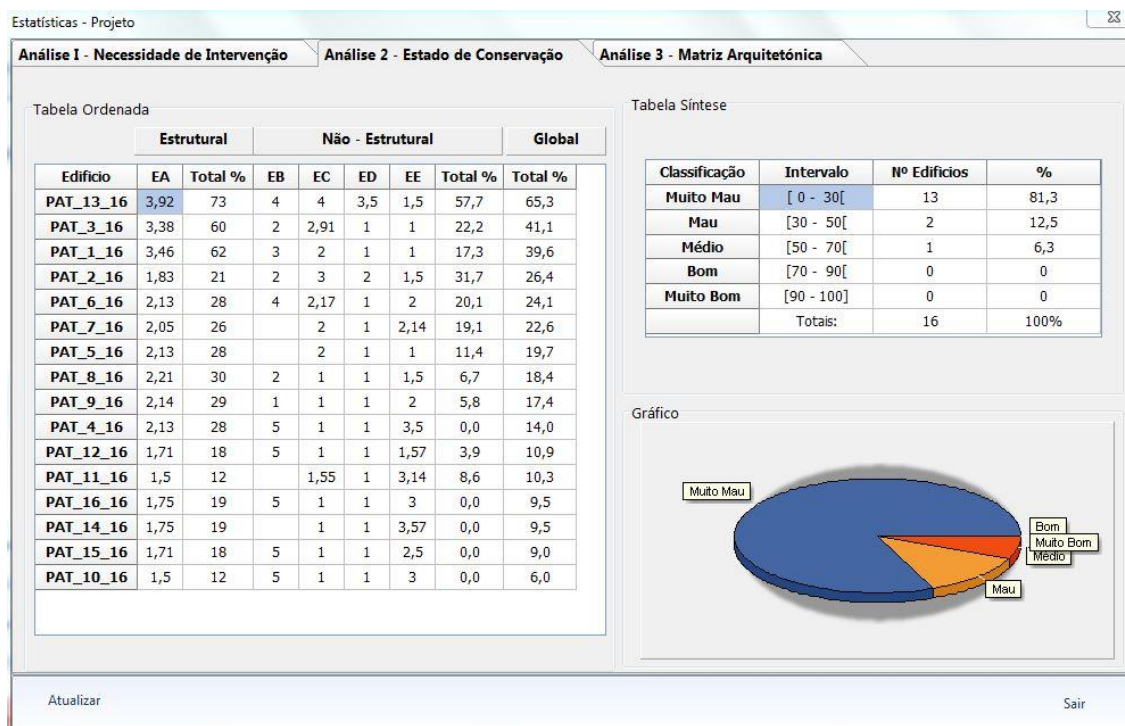 Estatísticas - Projeto
Análise I - Necessidade de Intervenção Análise 2 - Estado de Conservação Análise 3 - Matriz Arquitetónica
Tabela Ordenada
Estrutural Não - Estrutural Global
Edificio EA Total % EB EC ED EE Total % Total %
PAT_13_16 3,92 73 4 4 3,5 1,5 57,7 65,3
PAT_3_16 3,38 60 2 2,91 1 1 22,2 41,1
PAT_1_16 3,46 62 3 2 1 1 17,3 39,6
PAT_2_16 1,83 21 2 3 2 1,5 31,7 26,4
PAT_6_16 2,13 28 4 2,17 1 2 20,1 24,1
PAT_7_16 2,05 26 2 1 2,14 19,1 22,6
PAT_5_16 2,13 28 2 1 1 11,4 19,7
PAT_8_16 2,21 30 2 1 1 1,5 6,7 18,4
PAT_9_16 2,14 29 1 1 1 2 5,8 17,4
PAT_4_16 2,13 28 5 1 1 3,5 0,0 14,0
PAT_12_16 1,71 18 5 1 1 1,57 3,9 10,9
PAT_11_16 1,5 12 1,55 1 3,14 8,6 10,3
PAT_16_16 1,75 19 5 1 1 3 0,0 9,5
PAT_14_16 1,75 19 1 1 3,57 0,0 9,5
PAT_15_16 1,71 18 5 1 1 2,5 0,0 9,0
PAT_10_16 1,5 12 5 1 1 3 0,0 6,0
Tabela Síntese
Classificação Intervalo Nº Edificios %
Muito Mau [ 0 - 30[ 13 81,3
Mau [30 - 50[ 2 12,5
Médio [50 - 70[ 1 6,3
Bom [70 - 90[ 0 0
Muito Bom [90 - 100] 0 0
Totais: 16 100%
Gráfico
Muito Mau
Bom
Muito Bom
Médio
Mau
Atualizar Sair